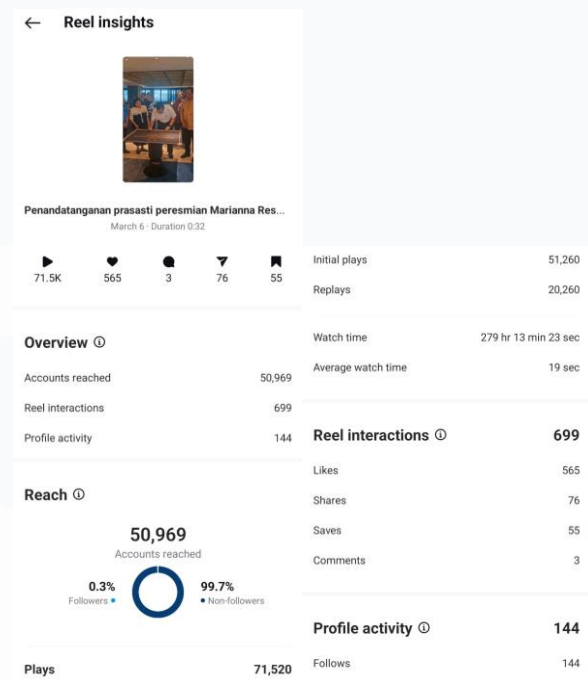 Reel insights
Penandatanganan prasasti peresmian Marianna Res...
March 6 · Duration 0:32
71.5K 565 3 76 55
Overview
Accounts reached 50,969
Reel interactions 699
Profile activity 144
Reach
50,969
Accounts reached
0.3% 99.7%
Followers Non-followers
Plays 71,520
Initial plays 51,260
Replays 20,260
Watch time 279 hr 13 min 23 sec
Average watch time 19 sec
Reel interactions 699
Likes 565
Shares 76
Saves 55
Comments 3
Profile activity 144
Follows 144